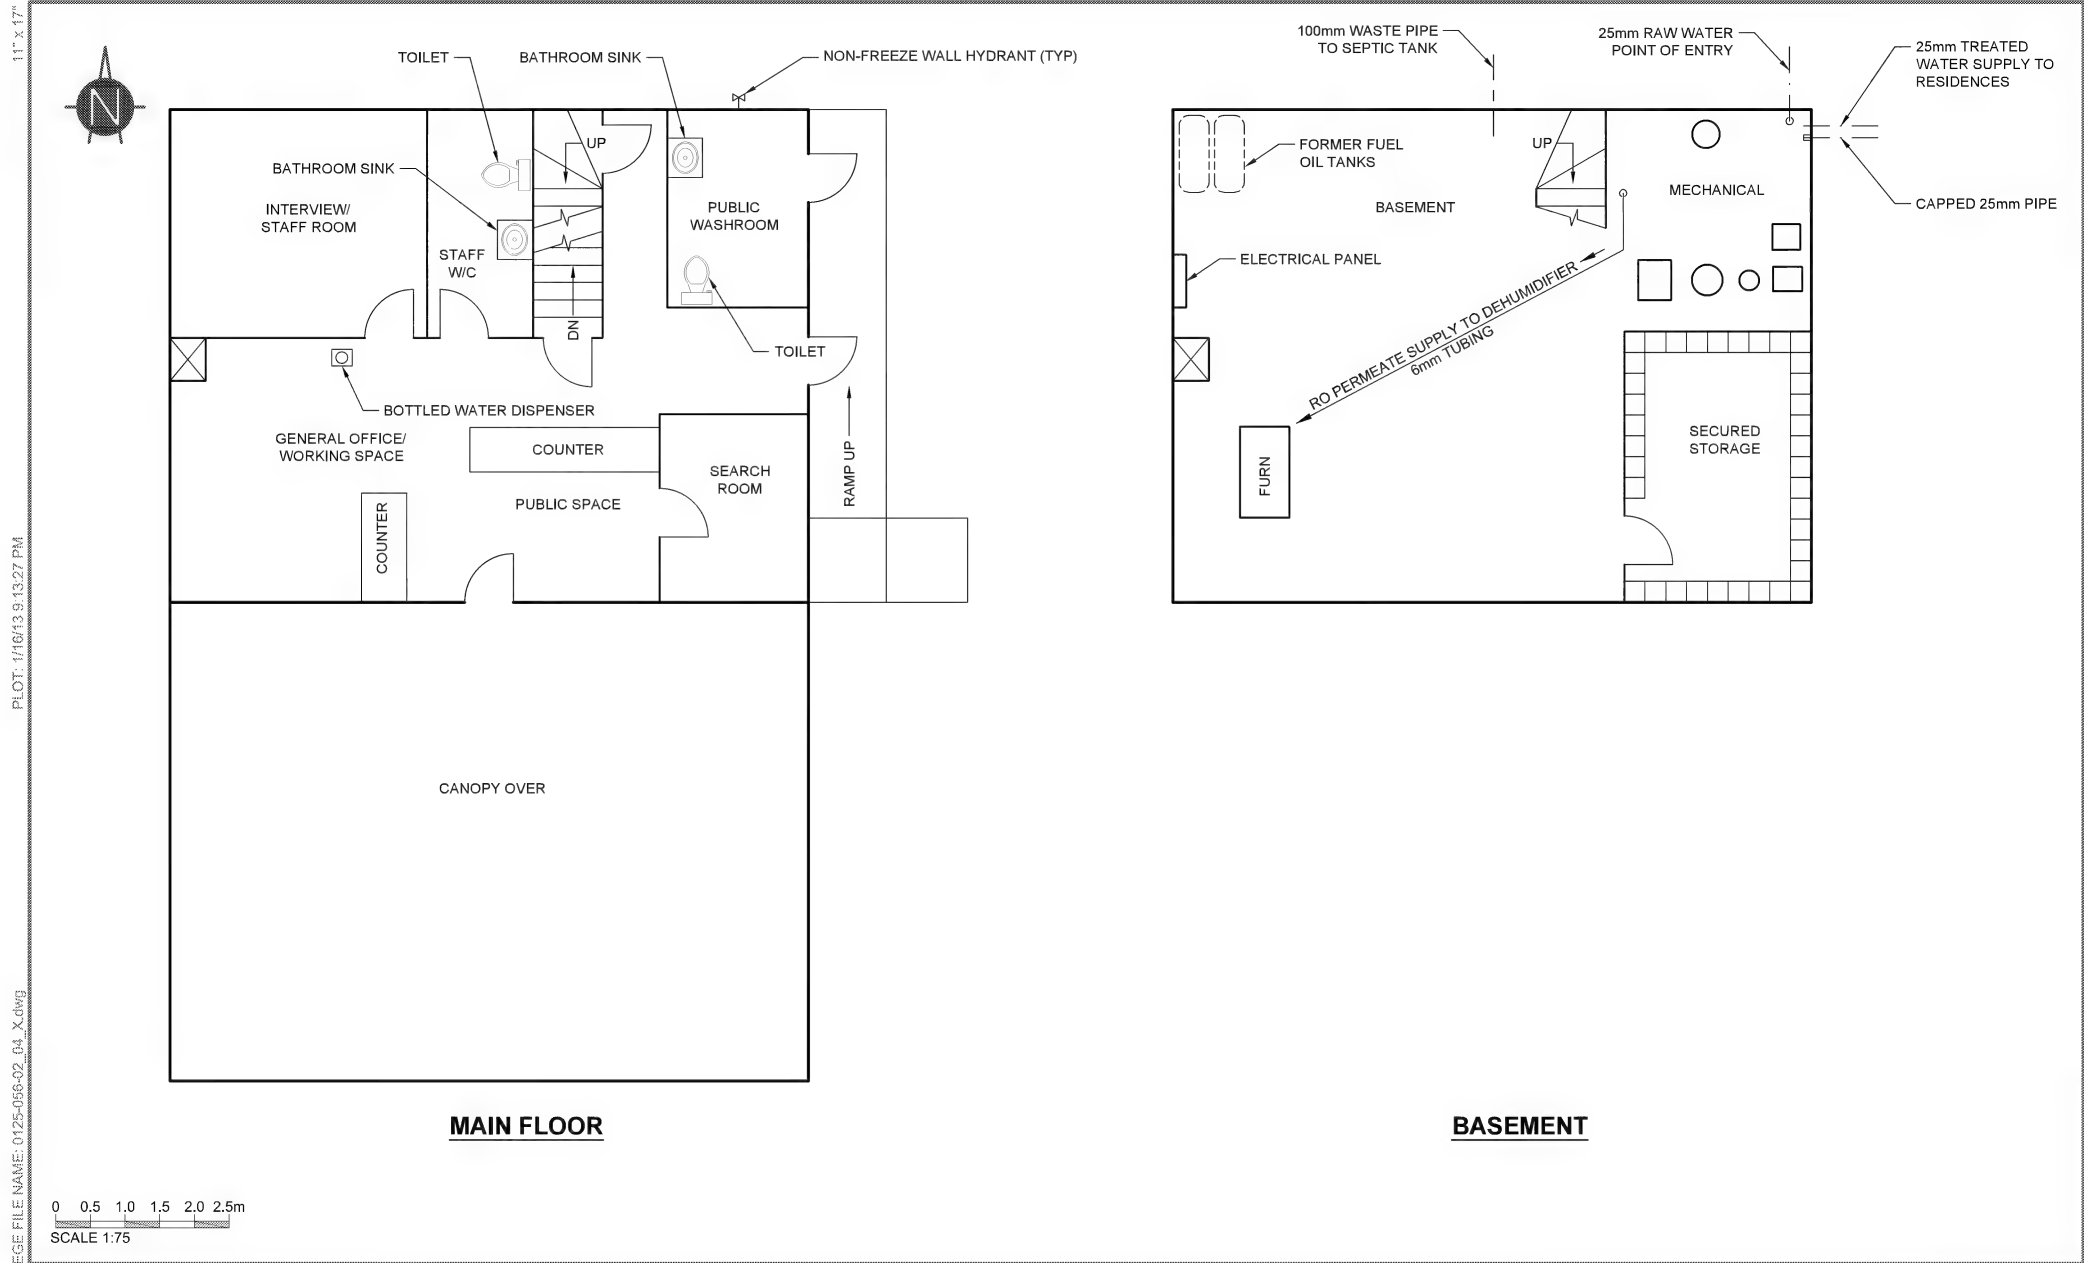 11" x 17"
PLOT: 1/16/13 9:13:27 PM
EGE FILE NAME: 0125-056-02_04_X.dwg
N
TOILET
BATHROOM SINK
NON-FREEZE WALL HYDRANT (TYP)
BATHROOM SINK
UP
INTERVIEW/
STAFF ROOM
STAFF
W/C
PUBLIC
WASHROOM
DN
TOILET
BOTTLED WATER DISPENSER
GENERAL OFFICE/
WORKING SPACE
COUNTER
SEARCH
ROOM
RAMP UP
PUBLIC SPACE
COUNTER
CANOPY OVER
MAIN FLOOR
100mm WASTE PIPE
TO SEPTIC TANK
25mm RAW WATER
POINT OF ENTRY
25mm TREATED
WATER SUPPLY TO
RESIDENCES
FORMER FUEL
OIL TANKS
UP
MECHANICAL
BASEMENT
CAPPED 25mm PIPE
ELECTRICAL PANEL
RO PERMEATE SUPPLY TO DEHUMIDIFIER
6mm TUBING
SECURED
STORAGE
FURN
BASEMENT
0 0.5 1.0 1.5 2.0 2.5m
SCALE 1:75